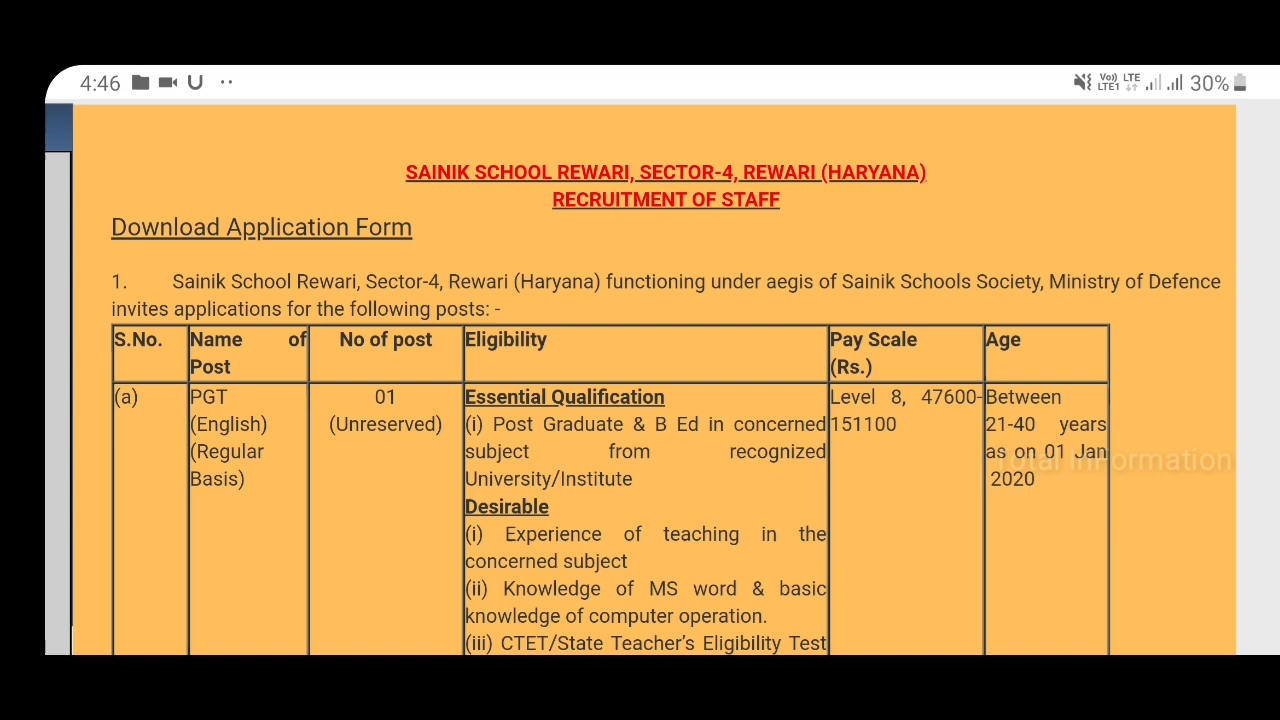 4:46
Vo)) LTE
LTE1
30%
SAINIK SCHOOL REWARI, SECTOR-4, REWARI (HARYANA)
RECRUITMENT OF STAFF
Download Application Form
1. Sainik School Rewari, Sector-4, Rewari (Haryana) functioning under aegis of Sainik Schools Society, Ministry of Defence
invites applications for the following posts: -
S.No. Name of No of post Eligibility Pay Scale Age
Post (Rs.)
(a) PGT 01 Essential Qualification Level 8, 47600- Between
(English) (Unreserved) (i) Post Graduate & B Ed in concerned 151100 21-40 years
(Regular subject from recognized as on 01 Jan
Total InFormation
Basis) University/Institute 2020
Desirable
(i) Experience of teaching in the
concerned subject
(ii) Knowledge of MS word & basic
knowledge of computer operation.
(iii) CTET/State Teacher's Eligibility Test